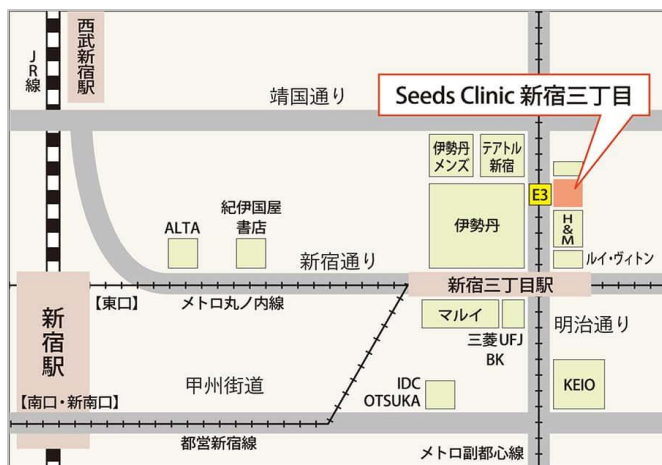 西武新宿駅
JR線
靖国通り
Seeds Clinic 新宿三丁目
伊勢丹
メンズ
テアトル
新宿
E3
伊勢丹
H&M
ルイ・ヴィトン
ALTA
紀伊国屋
書店
新宿通り
新宿三丁目駅
【東口】
メトロ丸ノ内線
新宿駅
マルイ
三菱UFJ
BK
明治通り
甲州街道
IDC
OTSUKA
KEIO
【南口・新南口】
都営新宿線
メトロ副都心線